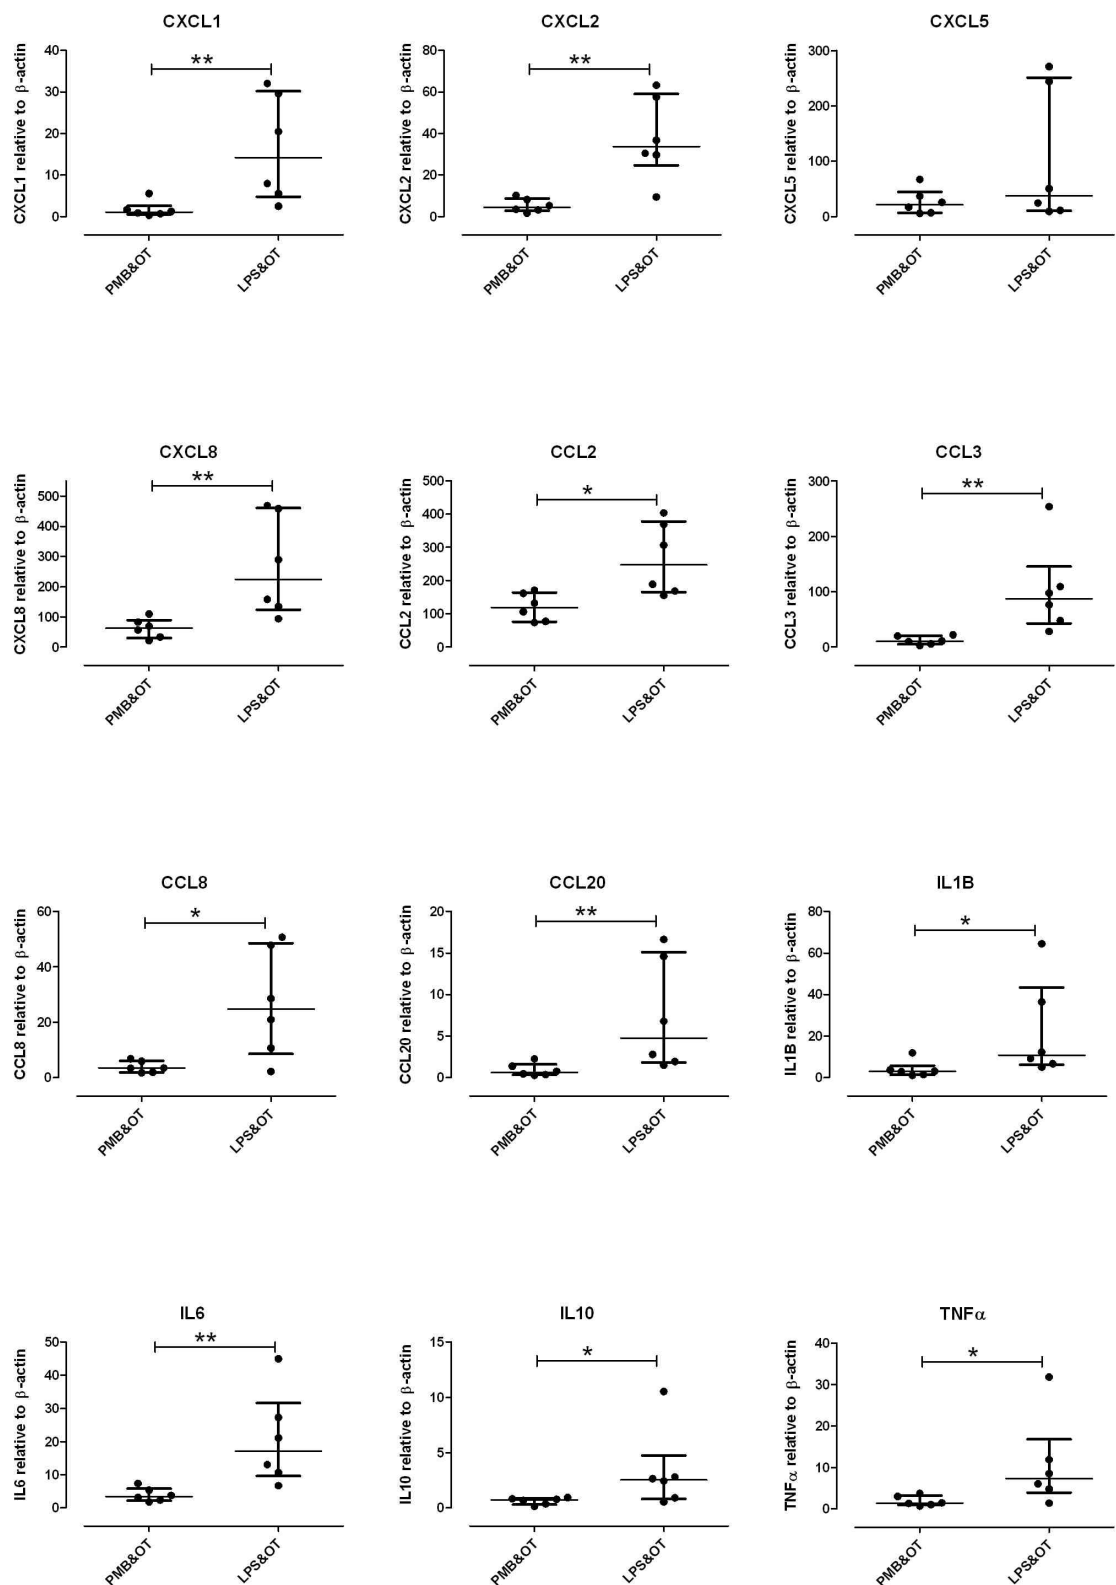 CXCL1
**
CXCL1 relative to β-actin
40
30
20
10
0
PMB&OT
LPS&OT
CXCL2
**
CXCL2 relative to β-actin
80
60
40
20
0
PMB&OT
LPS&OT
CXCL5
CXCL5 relative to β-actin
300
200
100
0
PMB&OT
LPS&OT
CXCL8
**
CXCL8 relative to β-actin
500
400
300
200
100
0
PMB&OT
LPS&OT
CCL2
*
CCL2 relative to β-actin
500
400
300
200
100
0
PMB&OT
LPS&OT
CCL3
**
CCL3 relaitve to β-actin
300
200
100
0
PMB&OT
LPS&OT
CCL8
*
CCL8 relative to β-actin
60
40
20
0
PMB&OT
LPS&OT
CCL20
**
CCL20 relative to β-actin
20
15
10
5
0
PMB&OT
LPS&OT
IL1B
*
IL1B relative to β-actin
80
60
40
20
0
PMB&OT
LPS&OT
IL6
**
IL6 relative to β-actin
50
40
30
20
10
0
PMB&OT
LPS&OT
IL10
*
IL10 relative to β-actin
15
10
5
0
PMB&OT
LPS&OT
TNFα
*
TNFα relative to β-actin
40
30
20
10
0
PMB&OT
LPS&OT